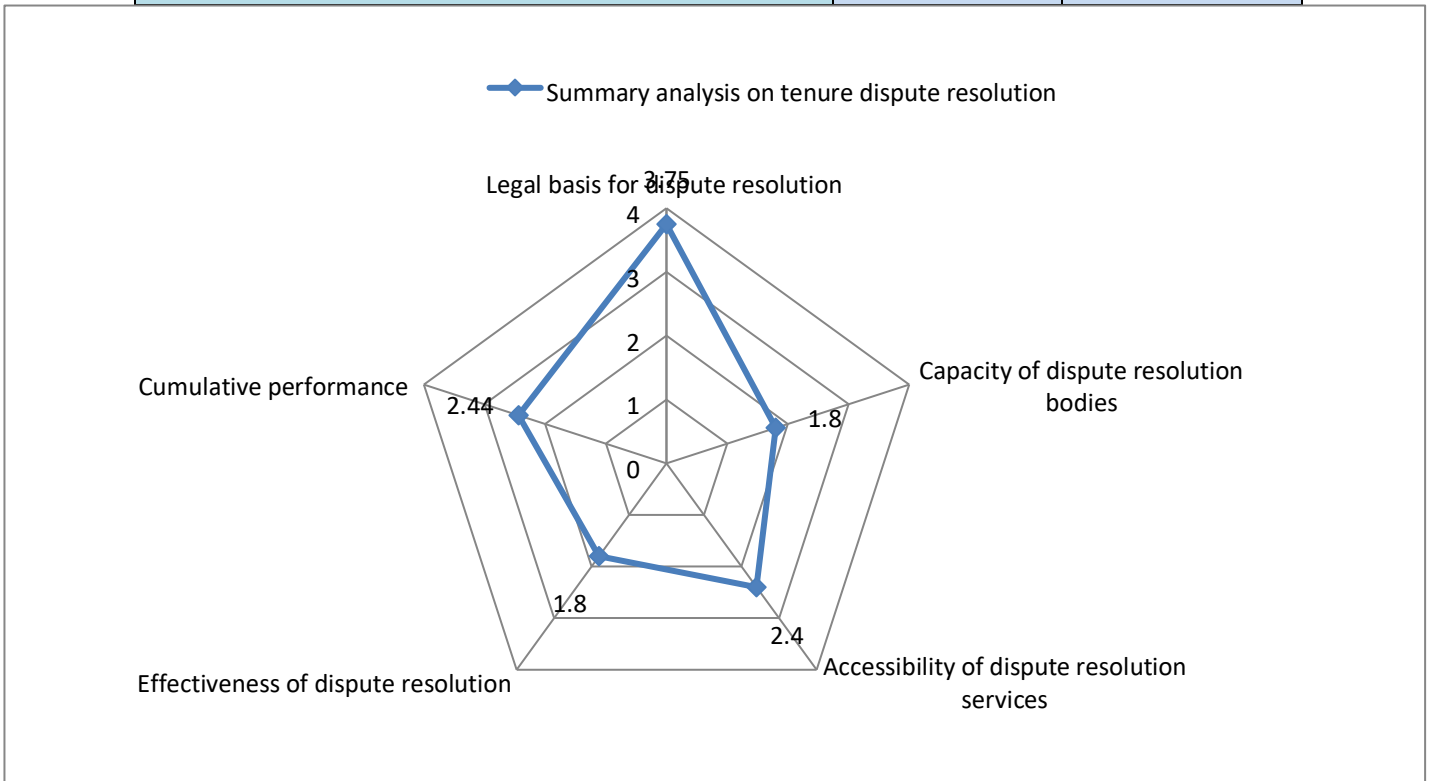 Summary analysis on tenure dispute resolution
3.75
Legal basis for dispute resolution
4
3
2
1
0
Capacity of dispute resolution
bodies
1.8
Cumulative performance
2.44
1.8
2.4
Effectiveness of dispute resolution
Accessibility of dispute resolution
services